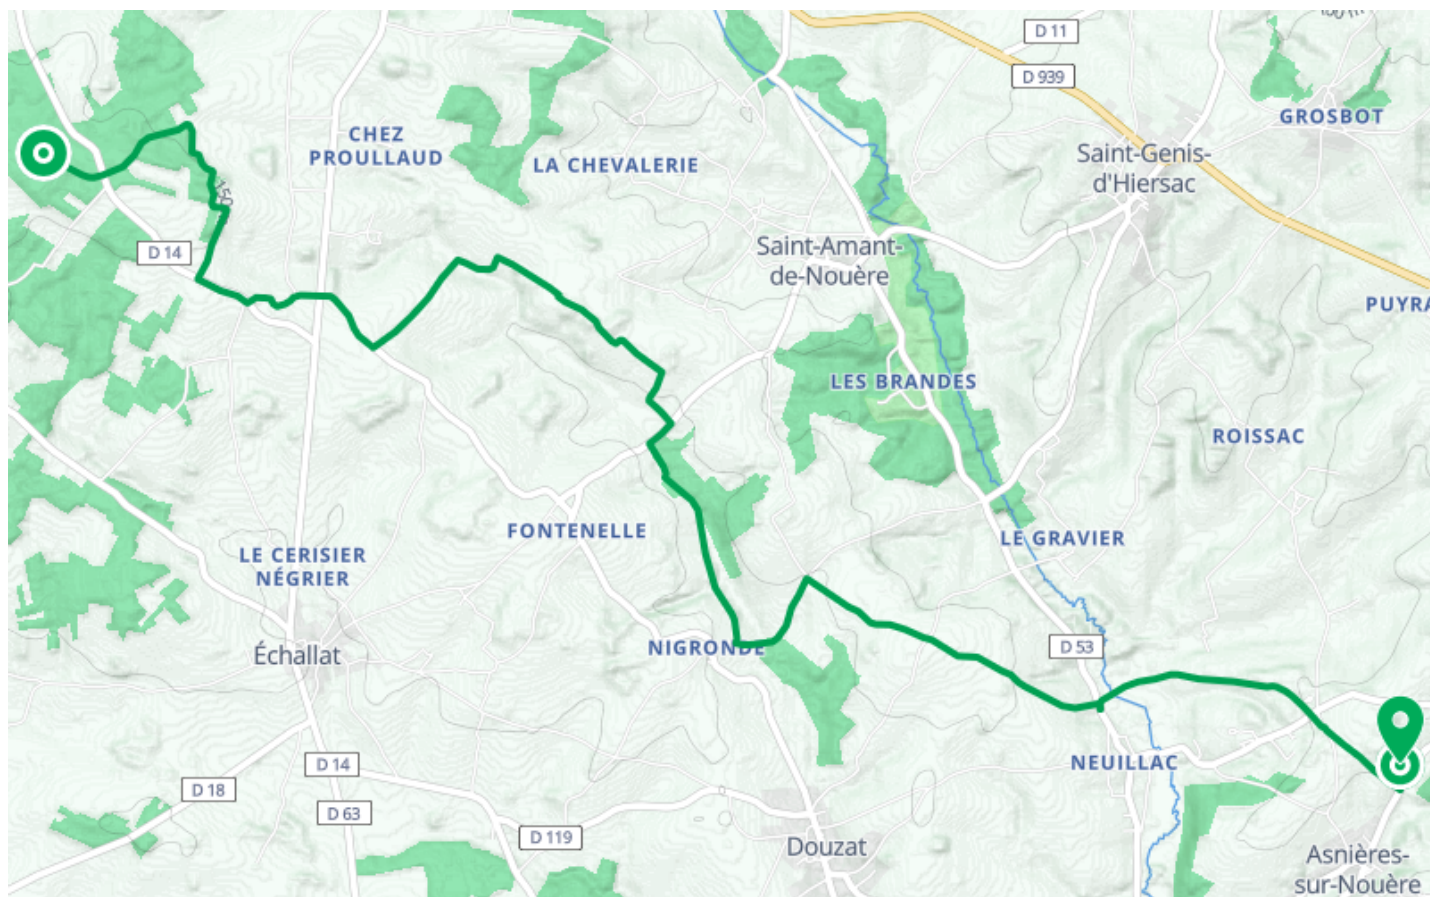 D 11
D 939
GROSBOT
CHEZ
PROULLAUD
LA CHEVALERIE
Saint-Genis-
d'Hiersac
150
D 14
Saint-Amant-
de-Nouère
PUYRA
LES BRANDES
ROISSAC
FONTENELLE
LE GRAVIER
LE CERISIER
NÉGRIER
Échallat
NIGRONDE
D 53
D 14
NEUILLAC
D 18
D 63
D 119
Douzat
Asnières-
sur-Nouère